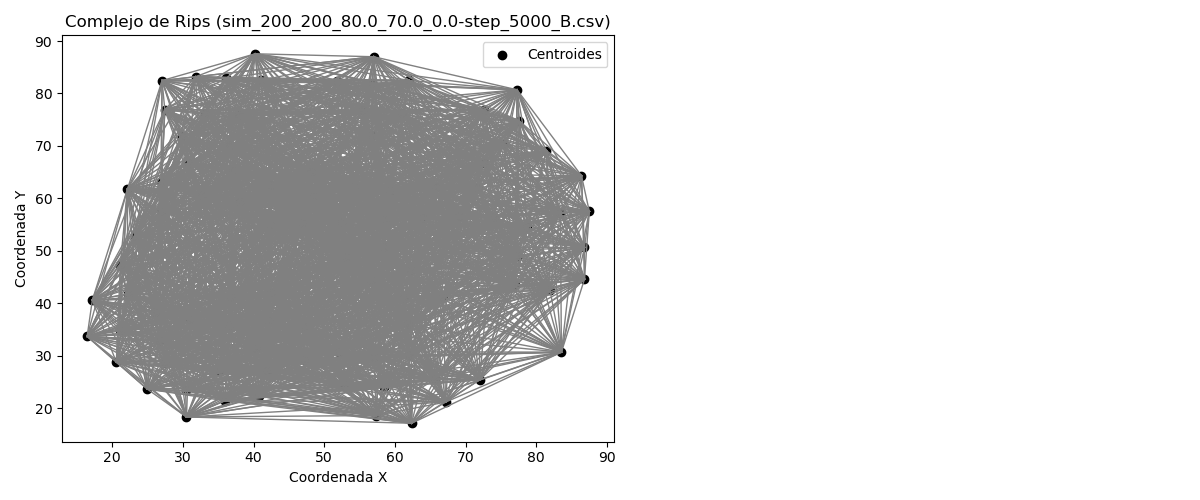 Complejo de Rips (sim_200_200_80.0_70.0_0.0-step_5000_B.csv)
Centroides
90
80
70
60
50
40
30
20
Coordenada Y
20 30 40 50 60 70 80 90
Coordenada X